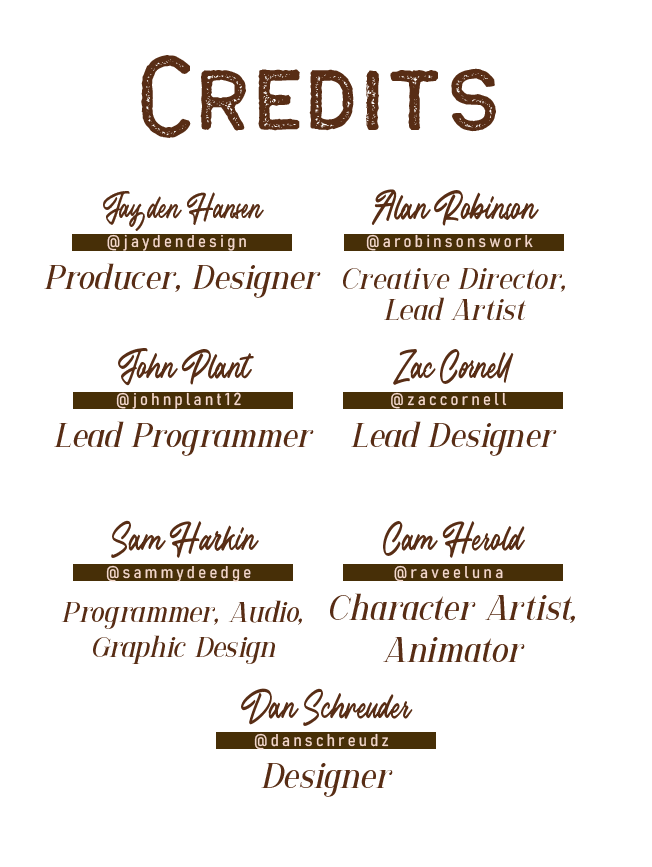 CREDITS
Jayden Hansen
@jaydendesign
Producer, Designer
Alan Robinson
@arobinsonswork
Creative Director,
Lead Artist
John Plant
@johnplant12
Lead Programmer
Zac Cornell
@zaccornell
Lead Designer
Sam Harkin
@sammydeedge
Programmer, Audio,
Graphic Design
Cam Herold
@raveeluna
Character Artist,
Animator
Dan Schreuder
@danschreudz
Designer